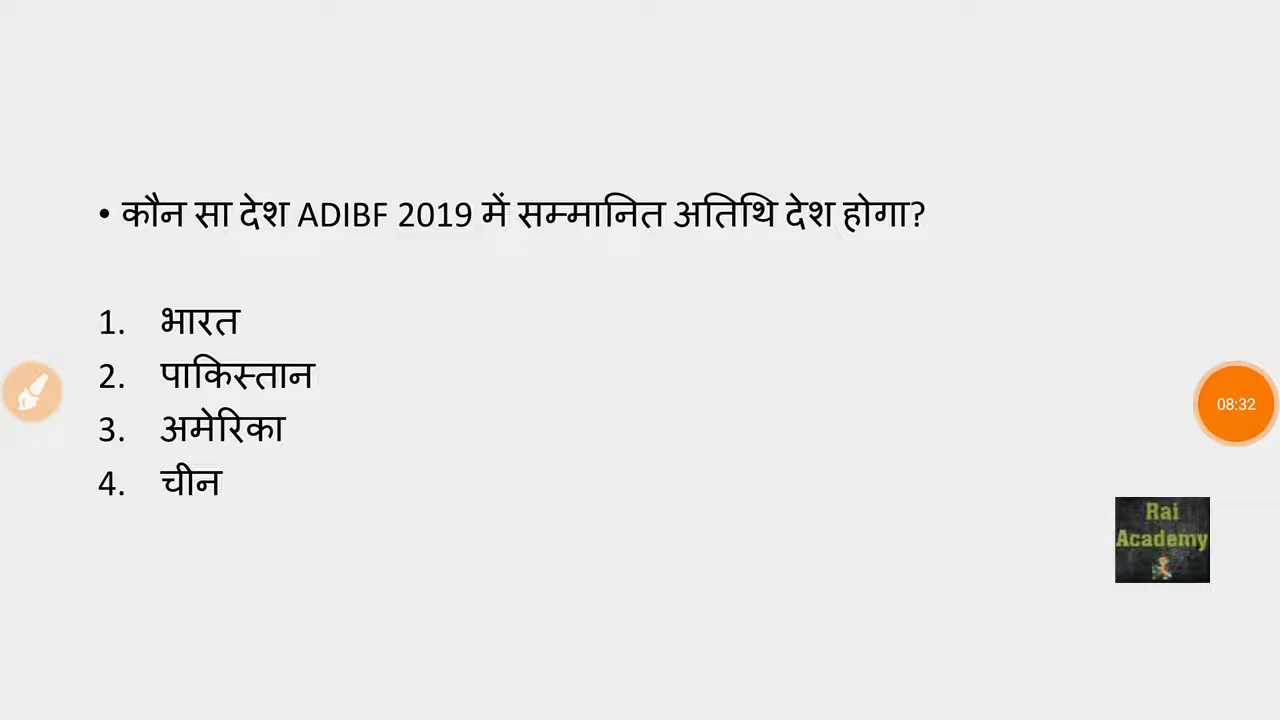 • कौन सा देश ADIBF 2019 में सम्मानित अतिथि देश होगा?
1. भारत
2. पाकिस्तान
3. अमेरिका
4. चीन
08:32
Rai
Academy